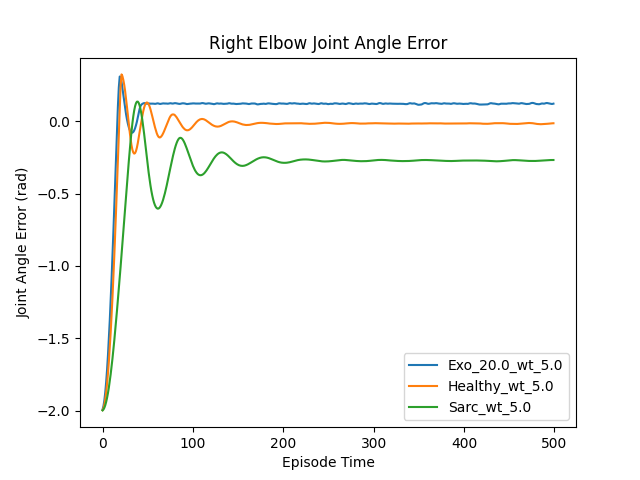 Right Elbow Joint Angle Error
Joint Angle Error (rad)
0.0
−0.5
−1.0
−1.5
−2.0
0 100 200 300 400 500
Episode Time
Exo_20.0_wt_5.0
Healthy_wt_5.0
Sarc_wt_5.0